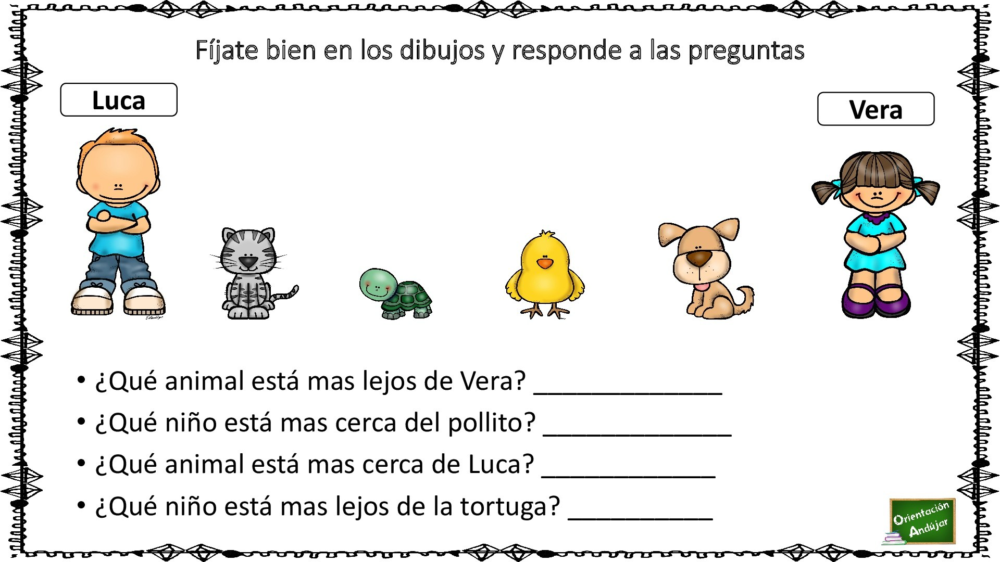 Fíjate bien en los dibujos y responde a las preguntas
Luca
Vera
• ¿Qué animal está mas lejos de Vera? _____________
• ¿Qué niño está mas cerca del pollito? _____________
• ¿Qué animal está mas cerca de Luca? ____________
• ¿Qué niño está mas lejos de la tortuga? __________
Orientación
Andújar